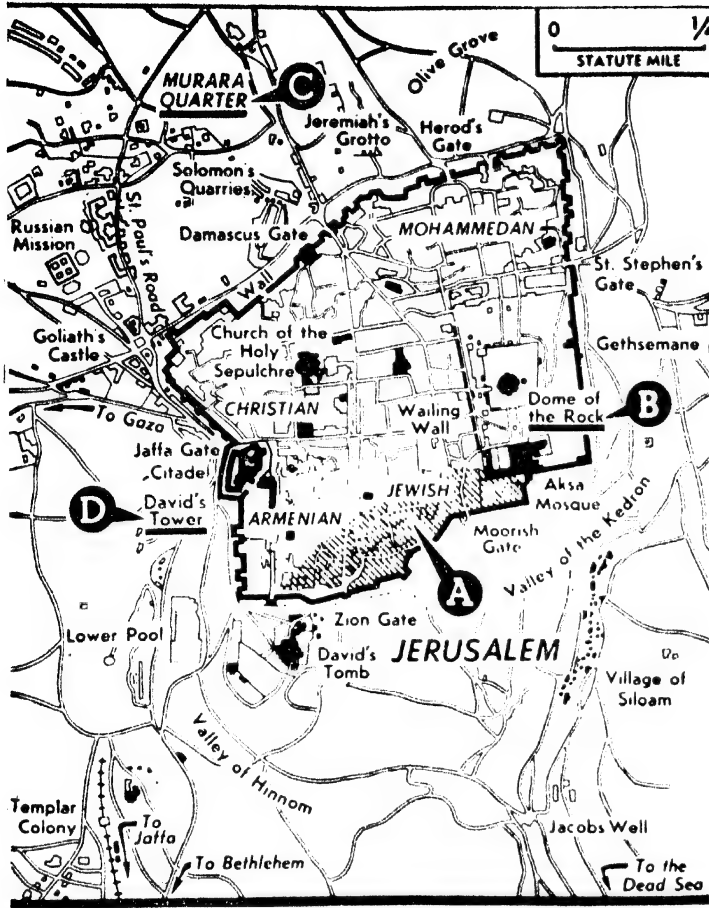 0 1/
STATUTE MILE
Olive Grove
MURARA
QUARTER
C
Jeremiah's
Grotto
Herod's
Gate
Solomon's
Quarries
St. Paul's Road
Russian
Mission
Damascus Gate
MOHAMMEDAN
Wall
St. Stephen's
Gate
Goliath's
Castle
Church of the
Holy
Sepulchre
Gethsemane
CHRISTIAN
Wailing
Wall
Dome of
the Rock
B
To Gaza
Jaffa Gate
Citadel
David's
Tower
D
ARMENIAN
JEWISH
Aksa
Mosque
Moorish
Gate
Valley of the Kedron
A
Zion Gate
David's
Tomb
JERUSALEM
Lower Pool
Village of
Siloam
Valley of Hinnom
Templar
Colony
To
Jaffa
To Bethlehem
Jacobs Well
To the
Dead Sea